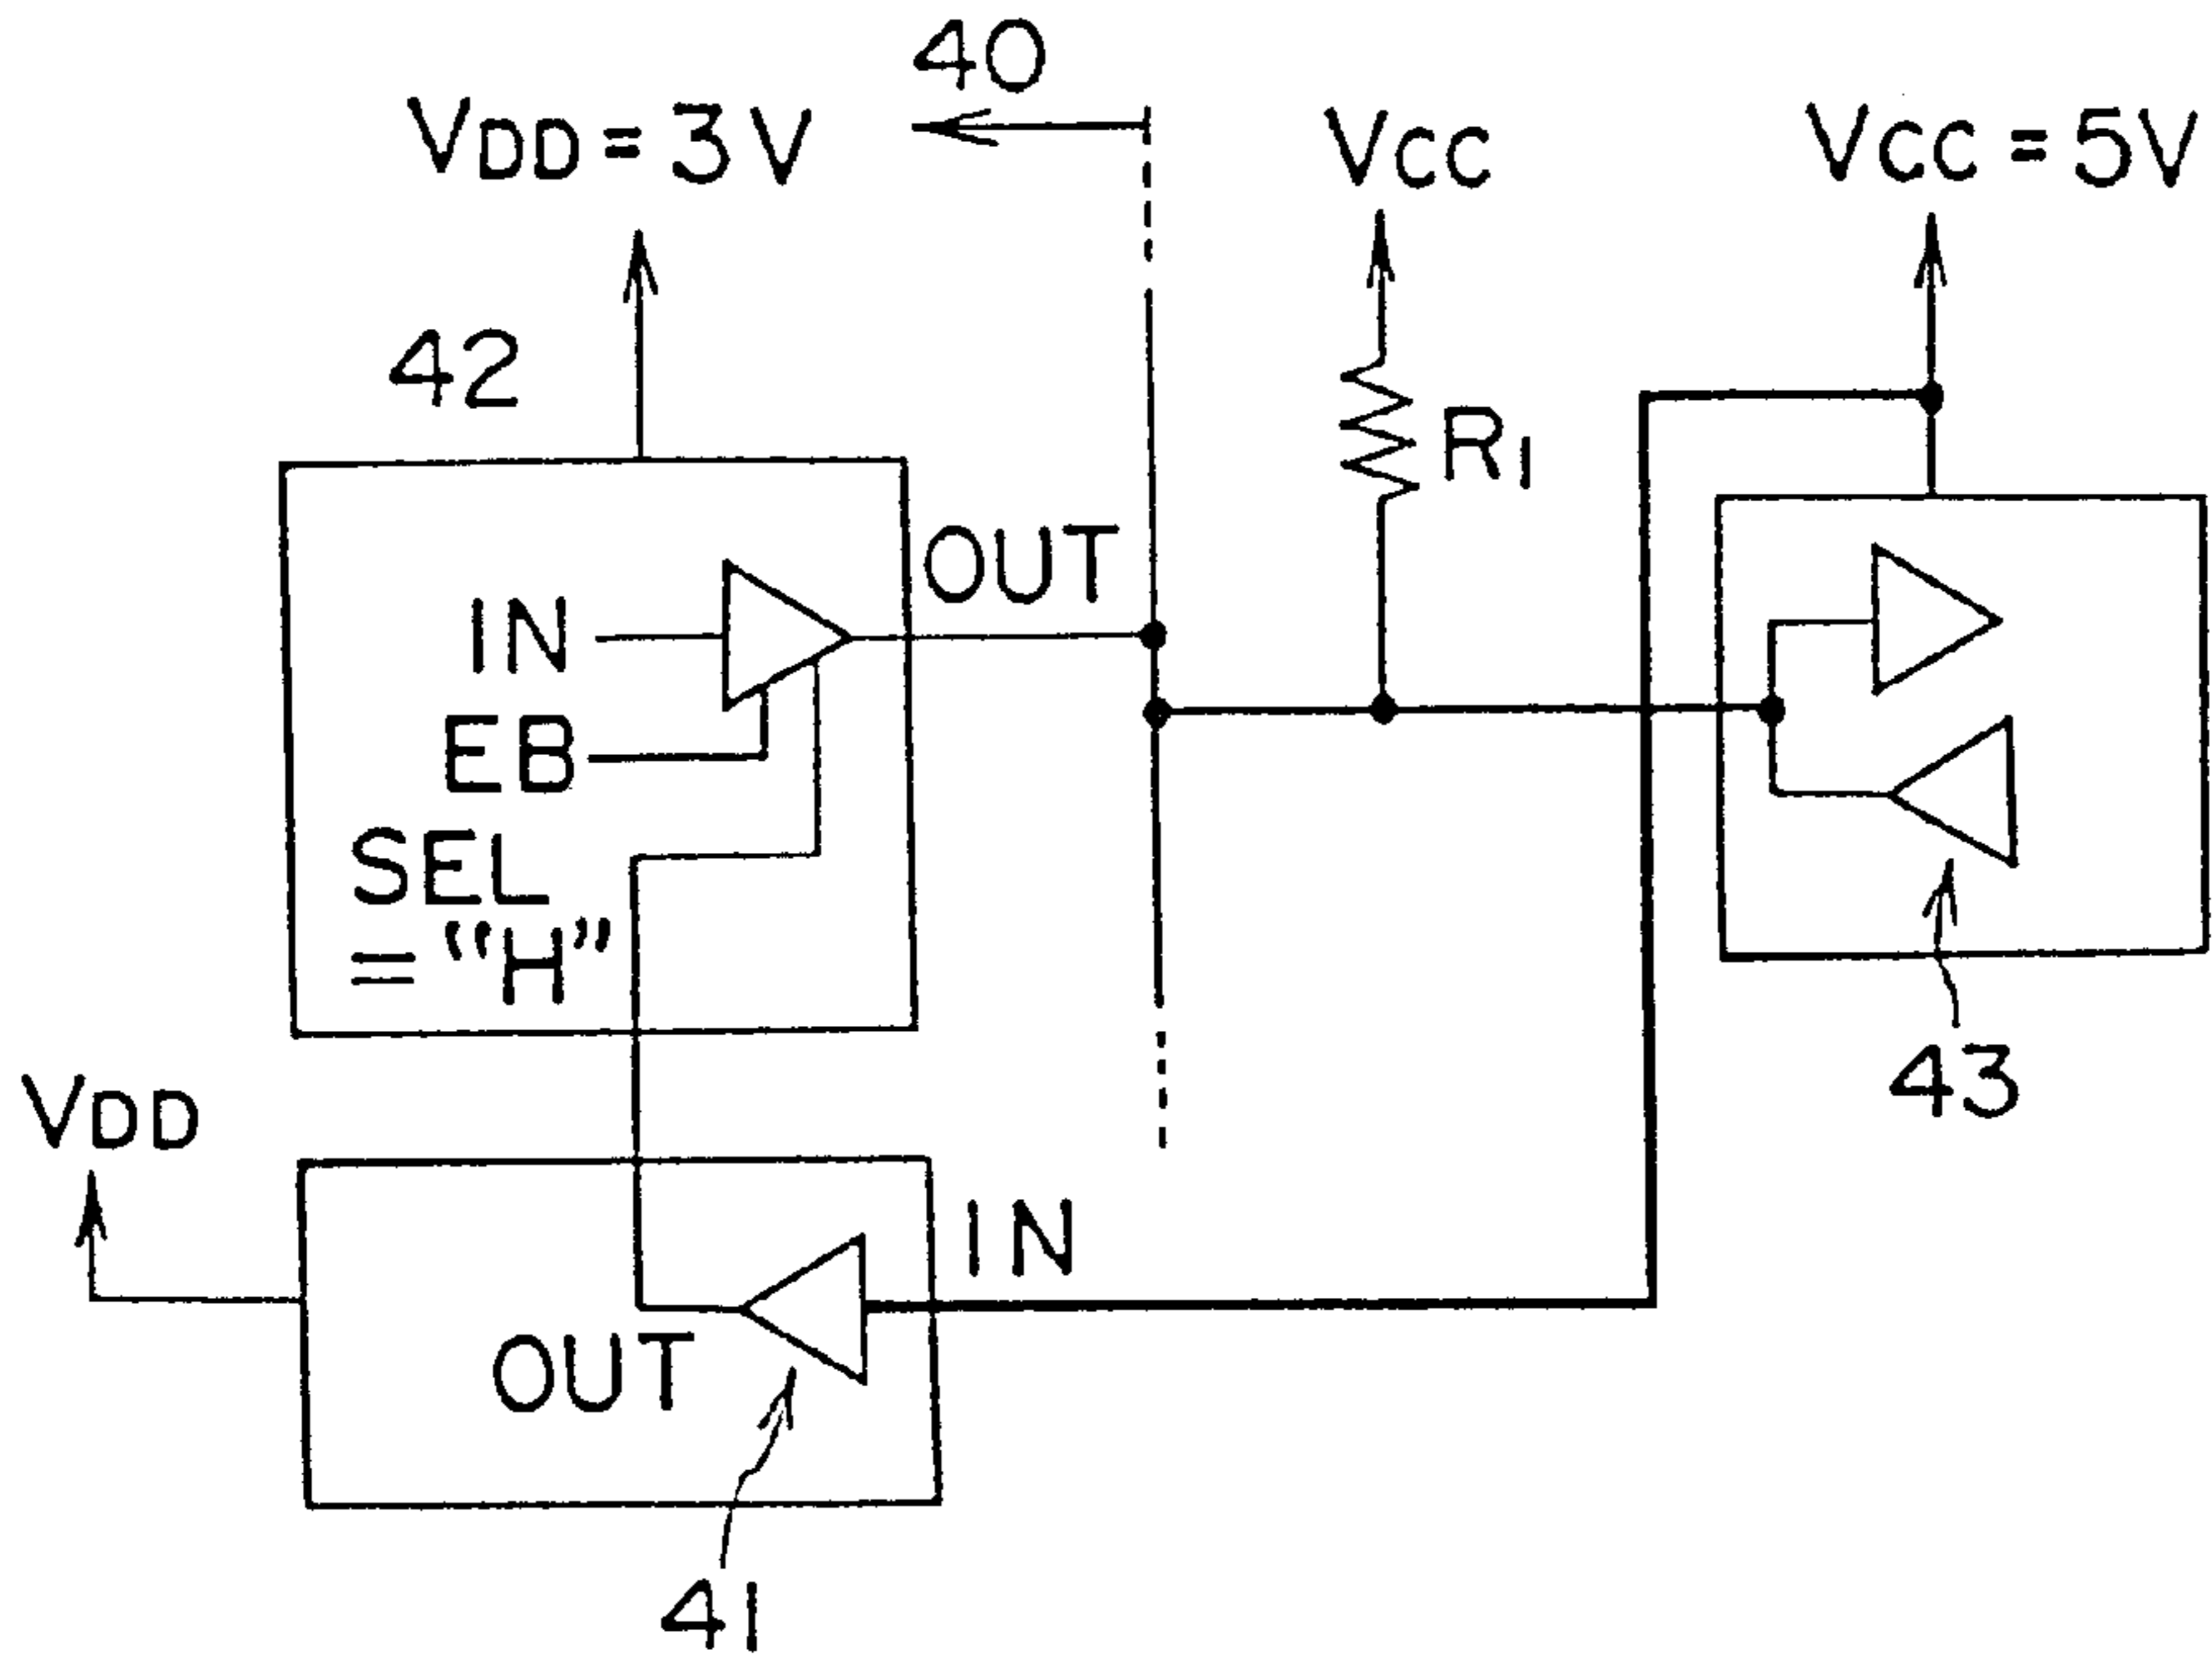 40
VDD = 3V
VCC
VCC = 5V
42
R1
OUT
IN
EB
SEL
= "H"
43
VDD
IN
OUT
41